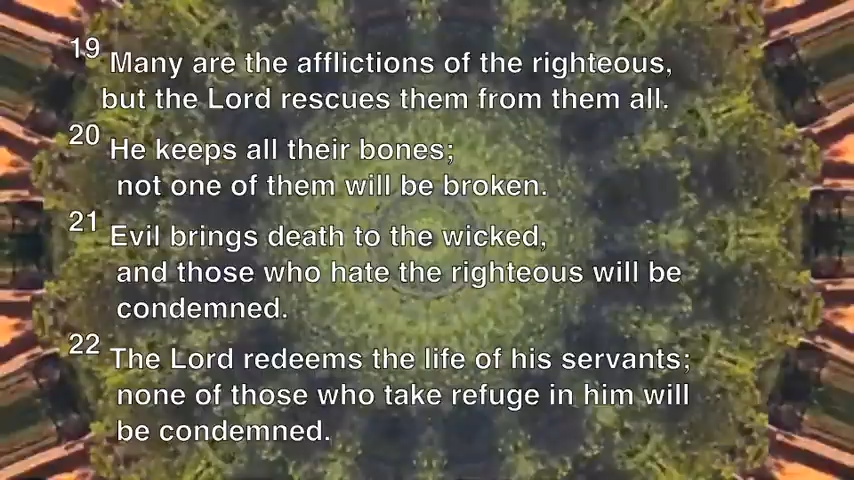 19 Many are the afflictions of the righteous,
but the Lord rescues them from them all.
20 He keeps all their bones;
not one of them will be broken.
21 Evil brings death to the wicked,
and those who hate the righteous will be
condemned.
22 The Lord redeems the life of his servants;
none of those who take refuge in him will
be condemned.